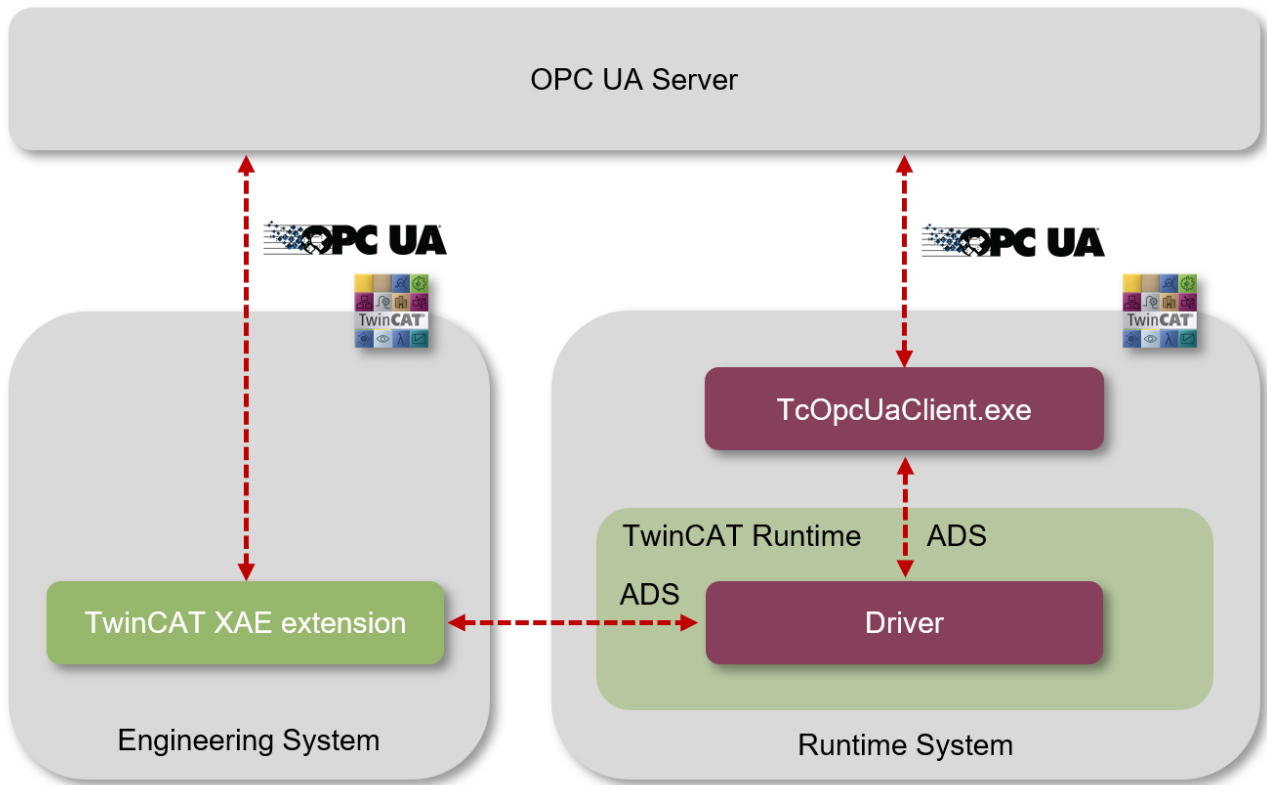 OPC UA Server
OPC UA
OPC UA
TwinCAT
TwinCAT
TcOpcUaClient.exe
TwinCAT Runtime
ADS
ADS
TwinCAT XAE extension
Driver
Engineering System
Runtime System